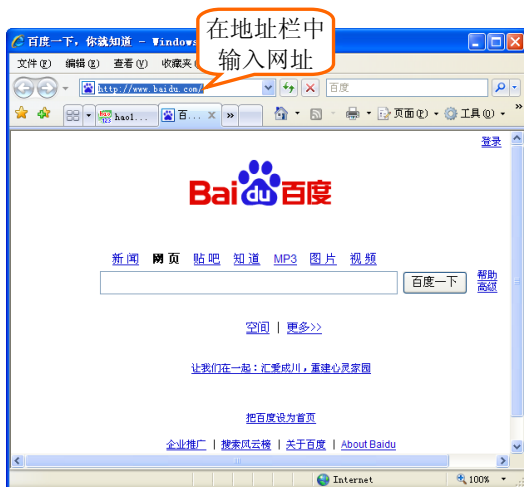 在地址栏中
输入网址
百度一下，你就知道 - Windows
文件(F) 编辑(E) 查看(V) 收藏夹
http://www.baidu.com/
百度
hao1... 百... X »
页面(P) 工具(O) »
登录
Bai du 百度
新闻 网页 贴吧 知道 MP3 图片 视频
百度一下 帮助
高级
空间 | 更多>>
让我们在一起：汇爱成川，重建心灵家园
把百度设为首页
企业推广 | 搜索风云榜 | 关于百度 | About Baidu
Internet 100%